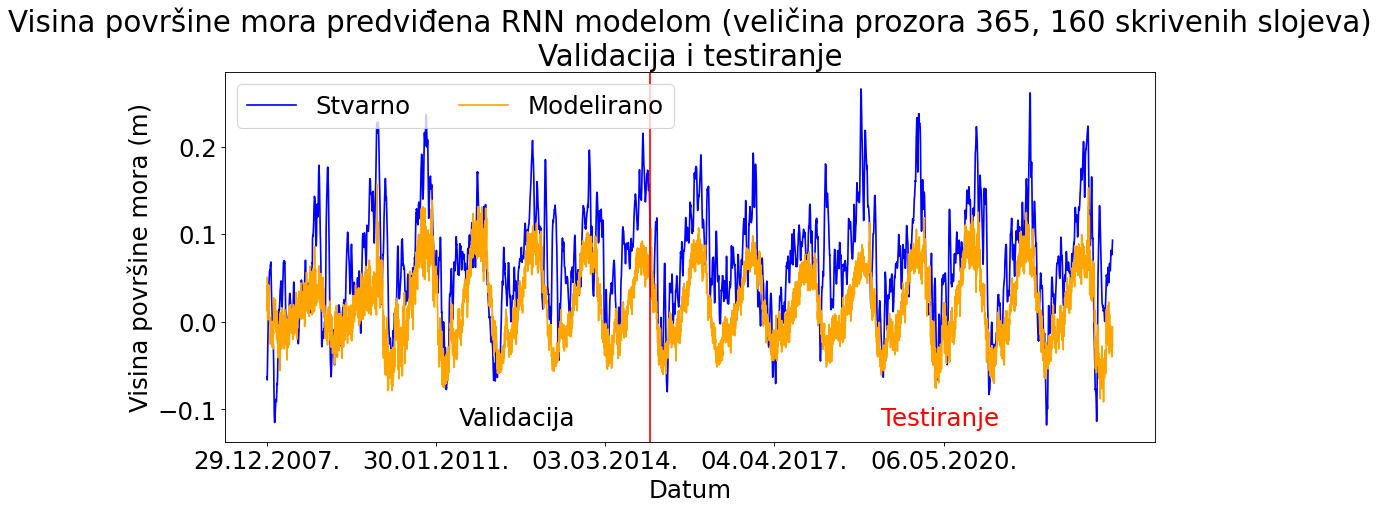 Visina površine mora predviđena RNN modelom (veličina prozora 365, 160 skrivenih slojeva)
Validacija i testiranje
Stvarno Modelirano
Visina površine mora (m)
0.2
0.1
0.0
−0.1
Validacija Testiranje
29.12.2007. 30.01.2011. 03.03.2014. 04.04.2017. 06.05.2020.
Datum